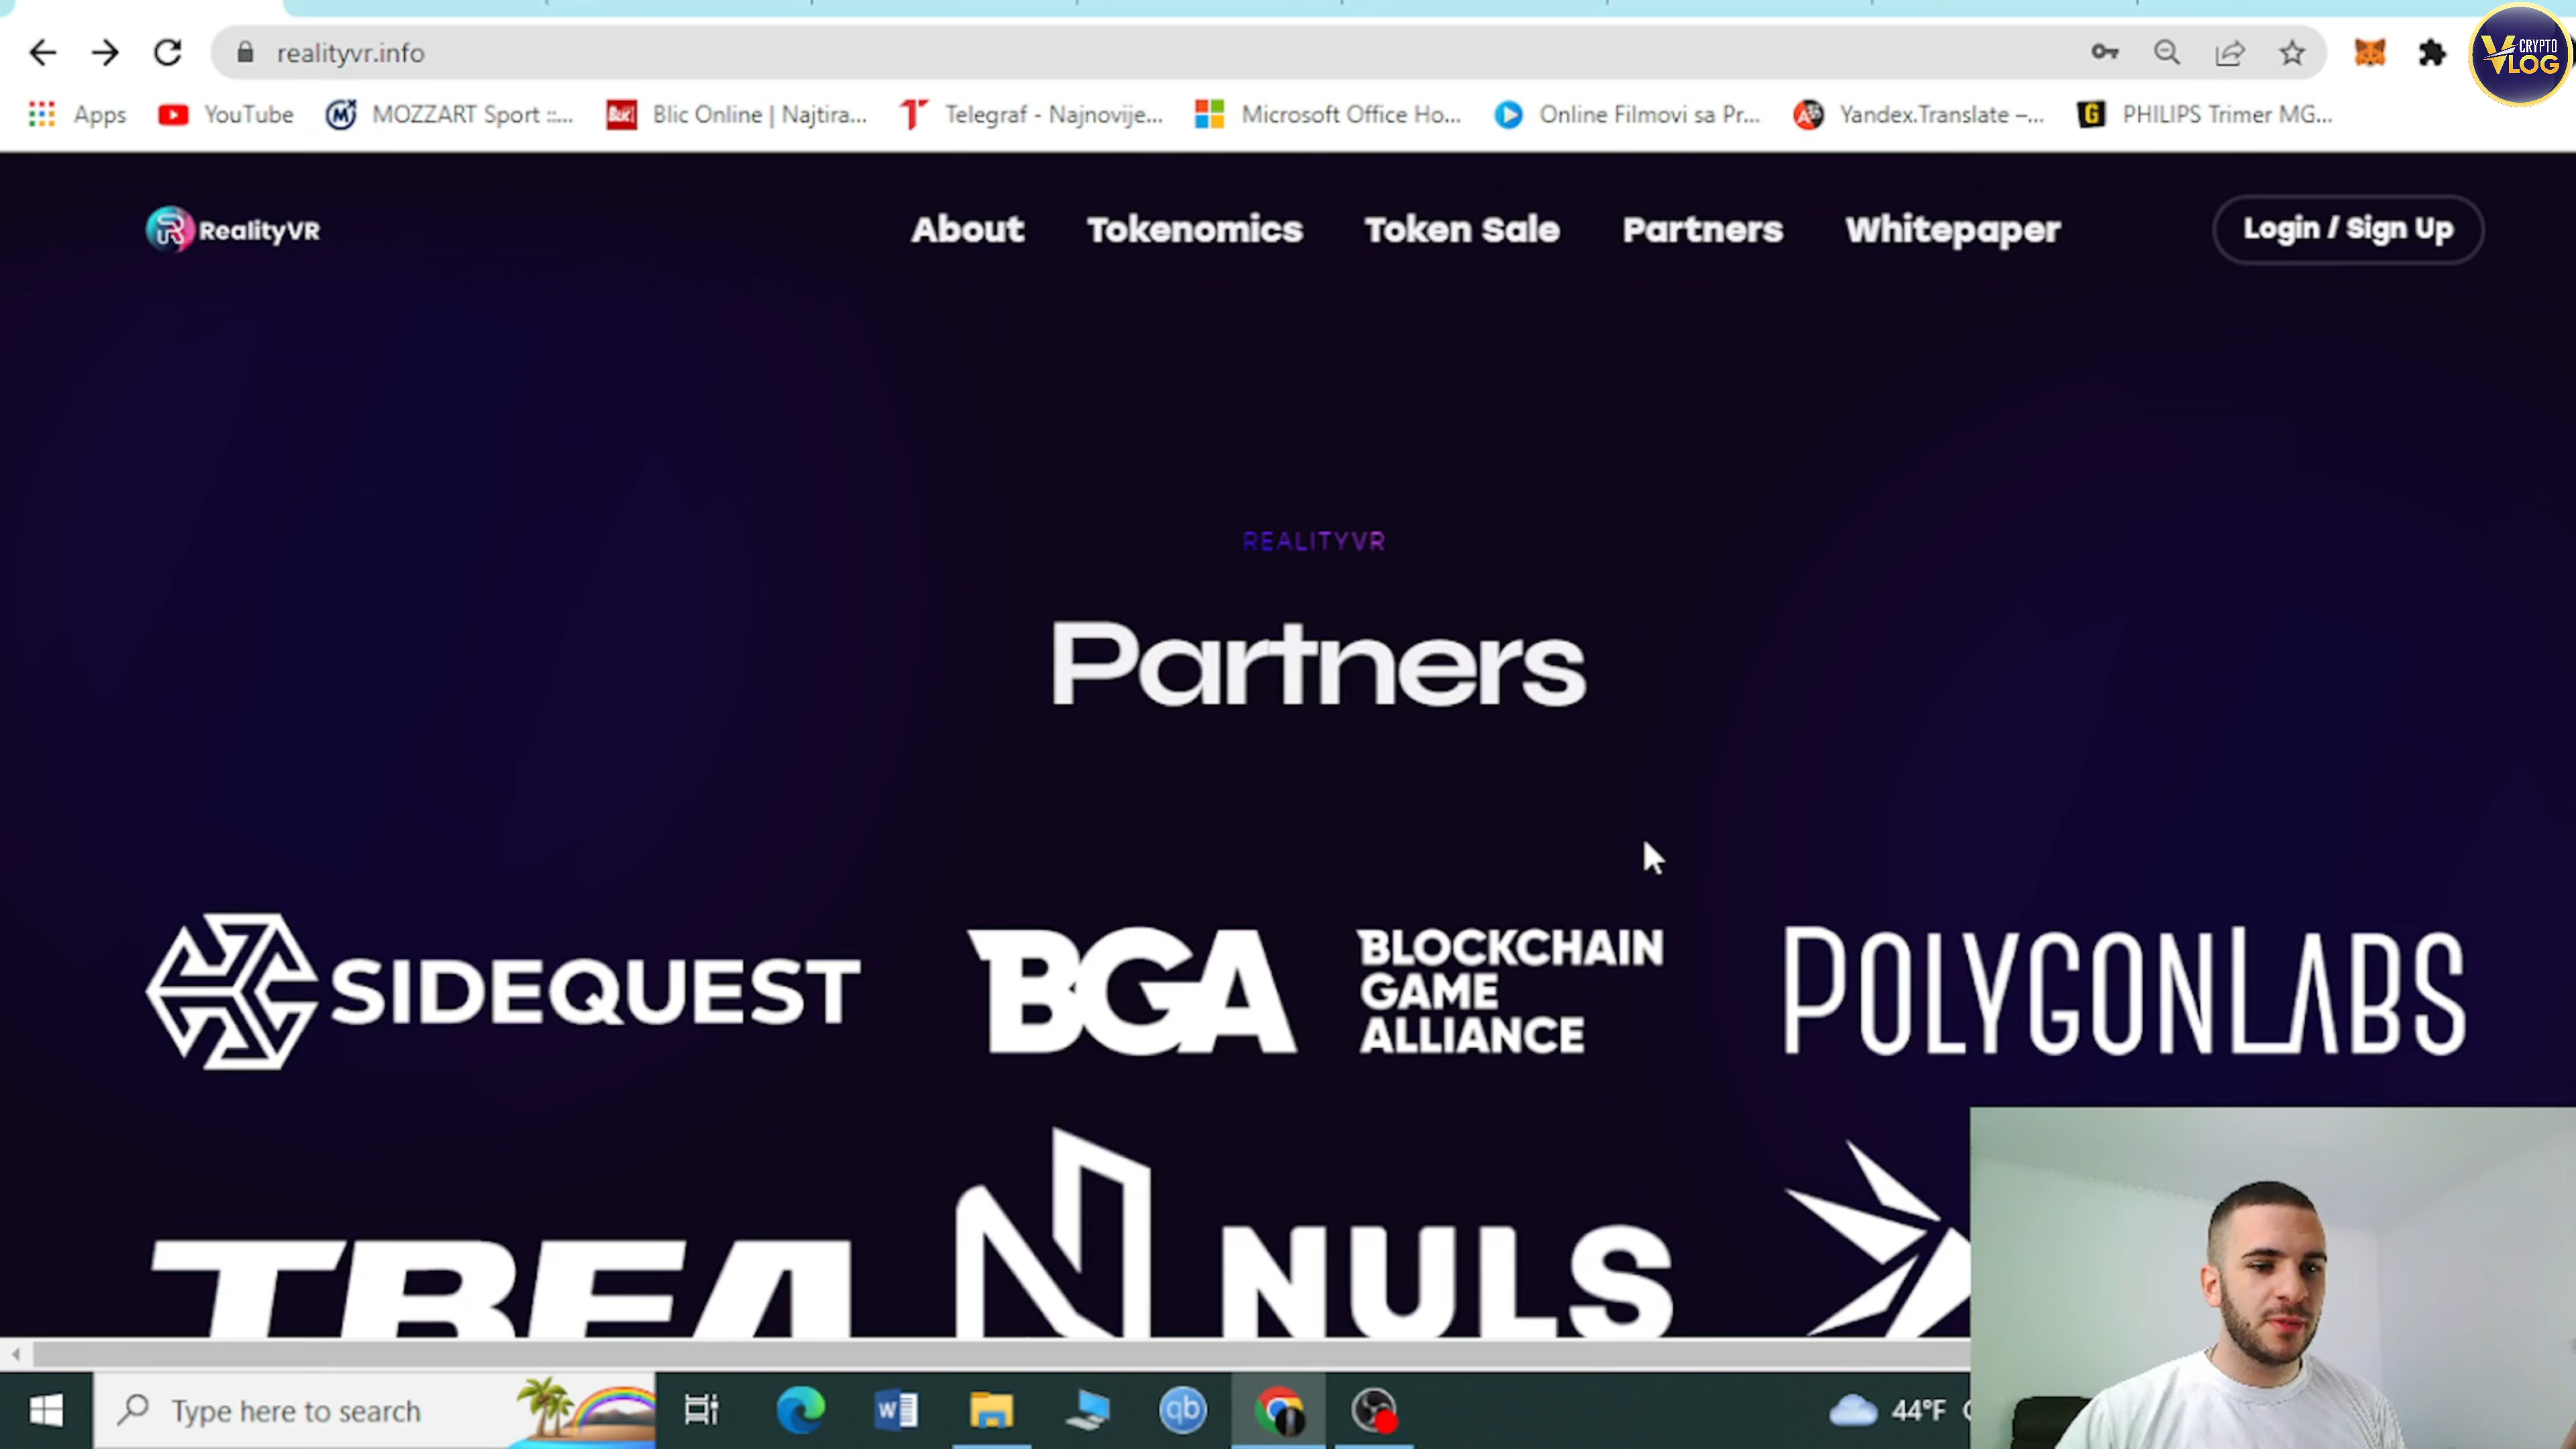 realityvr.info
CRYPTO
VLOG
Apps
YouTube
MOZZART Sport ::...
Blic Online | Najtira...
Telegraf - Najnovije...
Microsoft Office Ho...
Online Filmovi sa Pr...
Yandex.Translate –...
PHILIPS Trimer MG...
RealityVR
About
Tokenomics
Token Sale
Partners
Whitepaper
Login / Sign Up
REALITYVR
Partners
SIDEQUEST
BGA
BLOCKCHAIN
GAME
ALLIANCE
POLYGONLABS
NULS
Type here to search
44°F